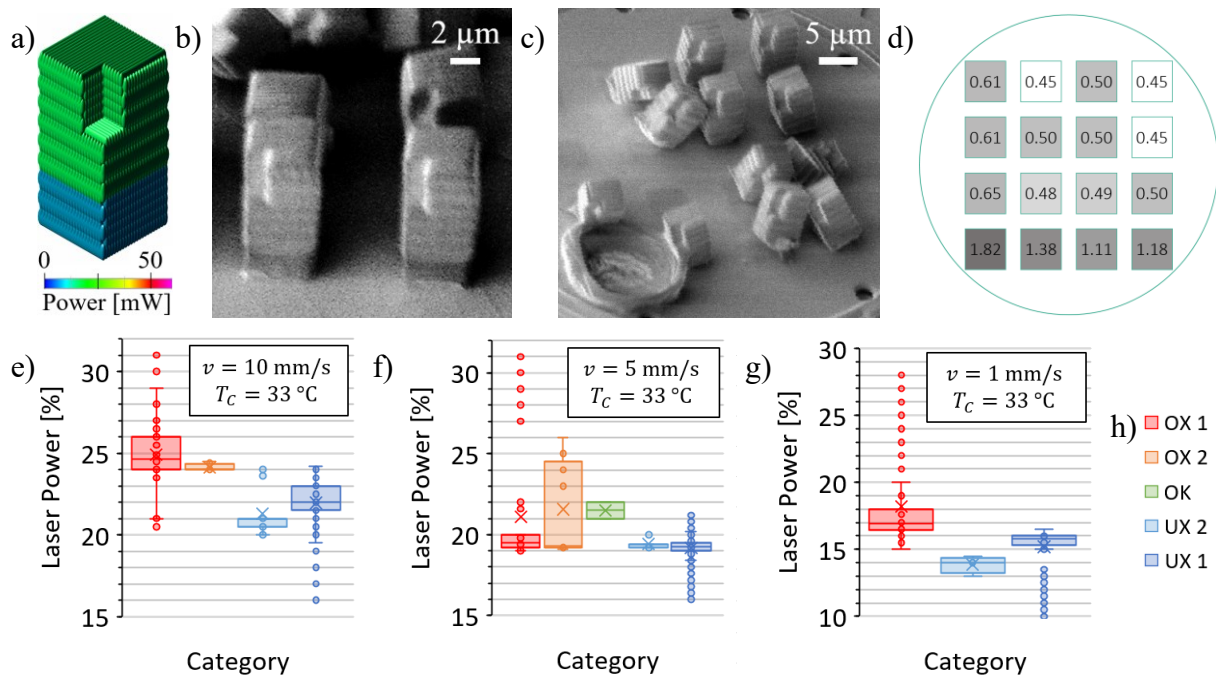 a)
0 50
Power [mW]
b)
2 µm
c)
5 µm
d)
0.61 0.45 0.50 0.45
0.61 0.50 0.50 0.45
0.65 0.48 0.49 0.50
1.82 1.38 1.11 1.18
e)
Laser Power [%]
30
25
20
15
v = 10 mm/s
T_C = 33 °C
Category
f)
Laser Power [%]
30
25
20
15
v = 5 mm/s
T_C = 33 °C
Category
g)
Laser Power [%]
30
25
20
15
10
v = 1 mm/s
T_C = 33 °C
Category
h)
OX 1
OX 2
OK
UX 2
UX 1